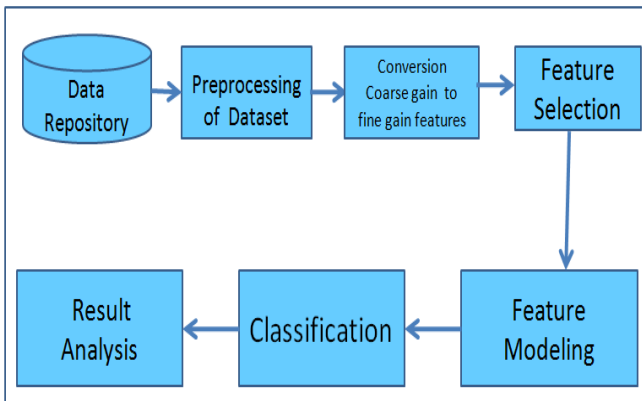 Data
Repository
Preprocessing
of Dataset
Conversion
Coarse gain to
fine gain features
Feature
Selection
Feature
Modeling
Classification
Result
Analysis